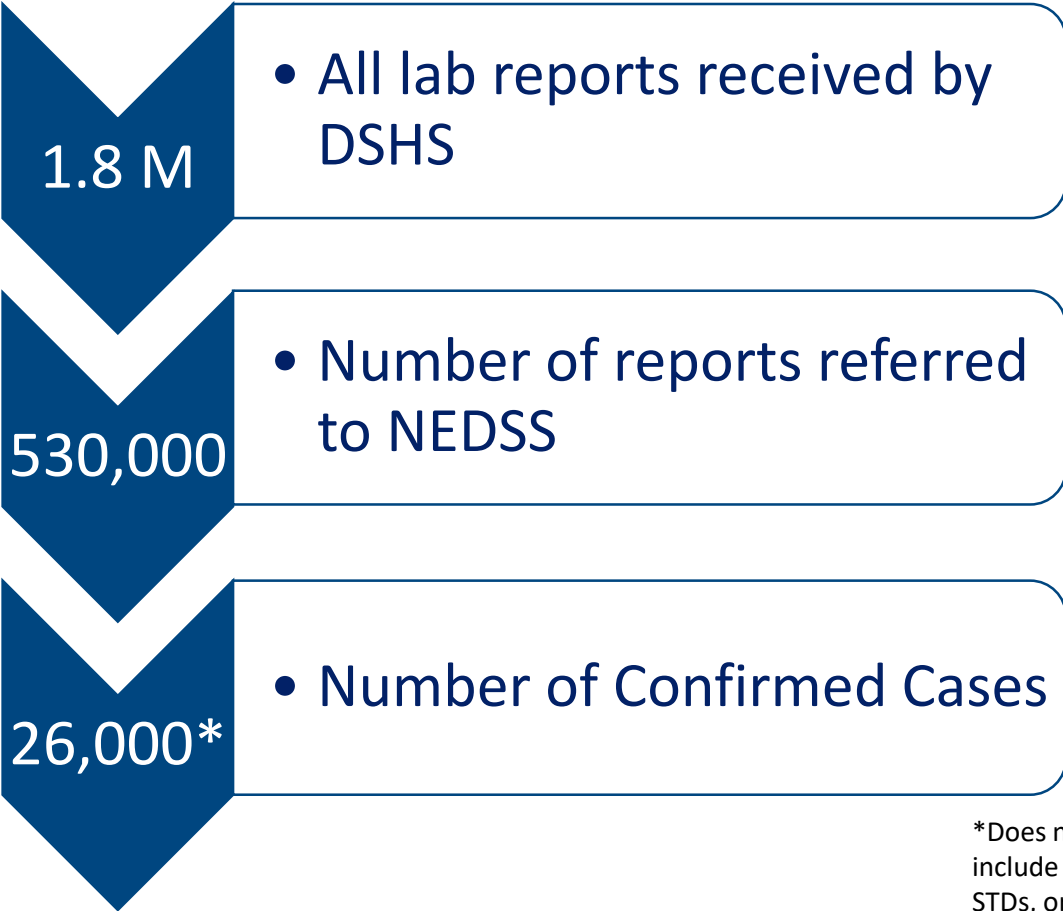 1.8 M
• All lab reports received by
DSHS
530,000
• Number of reports referred
to NEDSS
26,000*
• Number of Confirmed Cases
*Does
include
STDs,